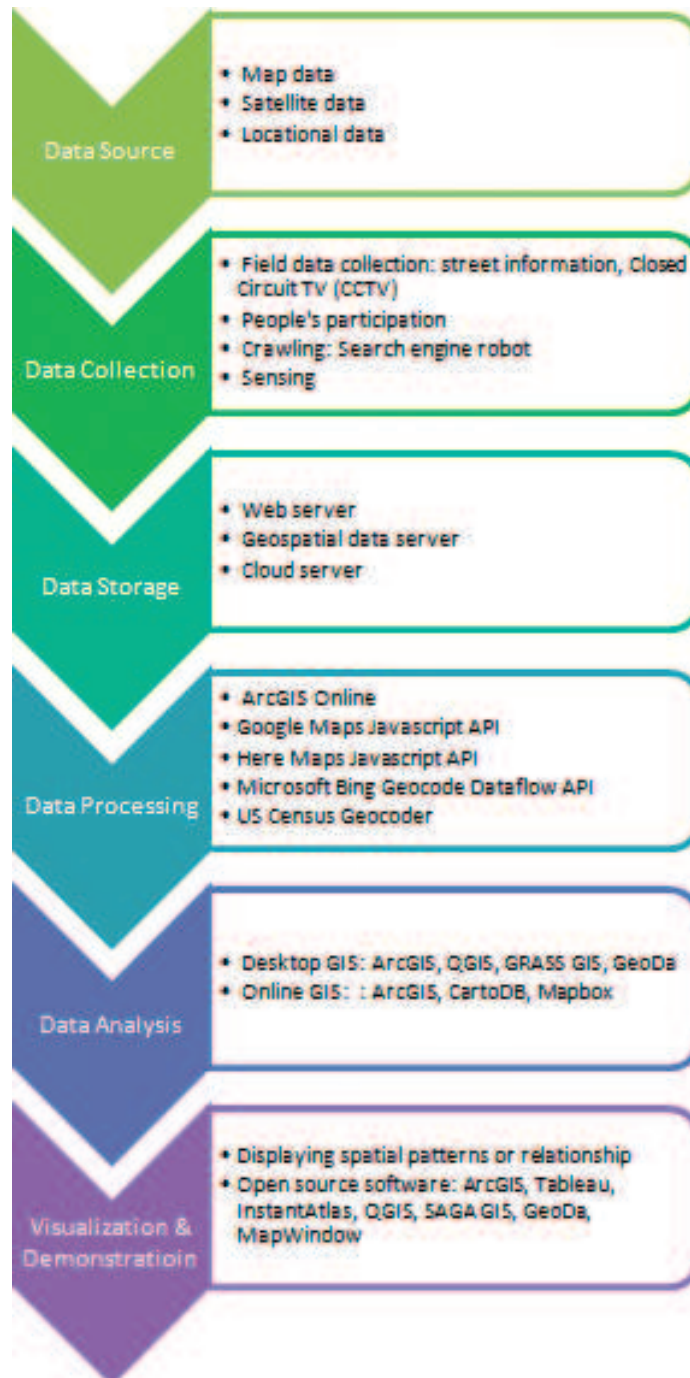 Data Source
• Map data
• Satellite data
• Locational data
Data Collection
• Field data collection: street information, Closed
Circuit TV (CCTV)
• People's participation
• Crawling: Search engine robot
• Sensing
Data Storage
• Web server
• Geospatial data server
• Cloud server
Data Processing
• ArcGIS Online
• Google Maps Javascript API
• Here Maps Javascript API
• Microsoft Bing Geocode Dataflow API
• US Census Geocoder
Data Analysis
• Desktop GIS: ArcGIS, QGIS, GRASS GIS, GeoDa
• Online GIS: : ArcGIS, CartoDB, Mapbox
Visualization &
Demonstratioin
• Displaying spatial patterns or relationship
• Open source software: ArcGIS, Tableau,
InstantAtlas, QGIS, SAGA GIS, GeoDa,
MapWindow